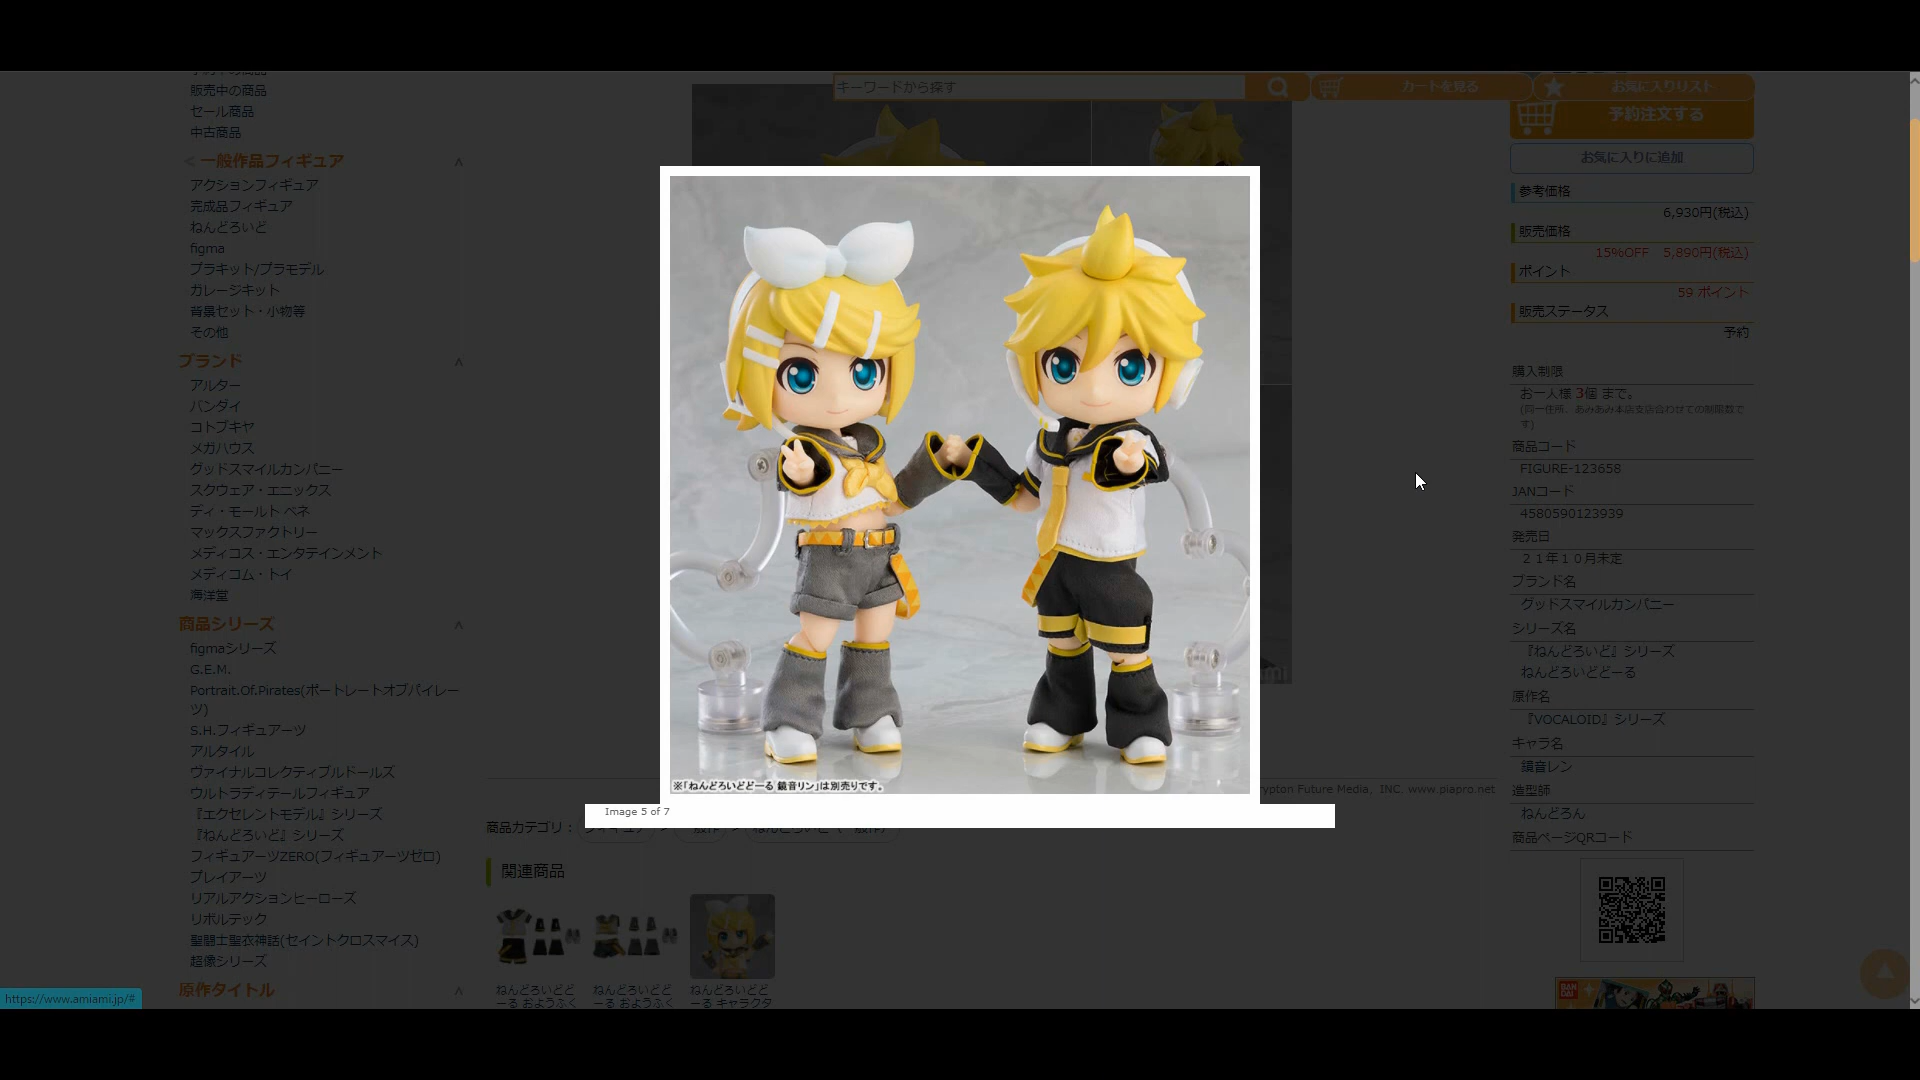 キーワードから探す
カートを見る
お気に入りリスト
販売中の商品
セール商品
中古商品
< 一般作品フィギュア
アクションフィギュア
完成品フィギュア
ねんどろいど
figma
プラキット/プラモデル
ガレージキット
背景セット・小物等
その他
ブランド
アルター
バンダイ
コトブキヤ
メガハウス
グッドスマイルカンパニー
スクウェア・エニックス
ディ・モールト ベネ
マックスファクトリー
メディコス・エンタテインメント
メディコム・トイ
海洋堂
商品シリーズ
figmaシリーズ
G.E.M.
Portrait.Of.Pirates(ポートレートオブパイレー
ツ)
S.H.フィギュアーツ
アルタイル
ヴァイナルコレクティブルドールズ
ウルトラディテールフィギュア
『エクセレントモデル』シリーズ
『ねんどろいど』シリーズ
フィギュアーツZERO(フィギュアーツゼロ)
プレイアーツ
リアルアクションヒーローズ
リボルテック
聖闘士聖衣神話(セイントクロスマイス)
超像シリーズ
原作タイトル
https://www.amiami.jp/#
※「ねんどろいどどーる 鏡音リン」は別売りです。
Image 5 of 7
rypton Future Media, INC. www.piapro.net
商品カテゴリ：
関連商品
ねんどろいどど
ーる おようふく
ねんどろいどど
ーる おようふく
ねんどろいどど
ーる キャラクタ
予約注文する
お気に入りに追加
参考価格
6,930円(税込)
販売価格
15%OFF 5,890円(税込)
ポイント
59 ポイント
販売ステータス
予約
購入制限
お一人様 3個 まで。
(同一住所、あみあみ本店支店合わせての制限数で
す)
商品コード
FIGURE-123658
JANコード
4580590123939
発売日
２１年１０月未定
ブランド名
グッドスマイルカンパニー
シリーズ名
『ねんどろいど』シリーズ
ねんどろいどどーる
原作名
『VOCALOID』シリーズ
キャラ名
鏡音レン
造型師
ねんどろん
商品ページQRコード
BAN
DAI